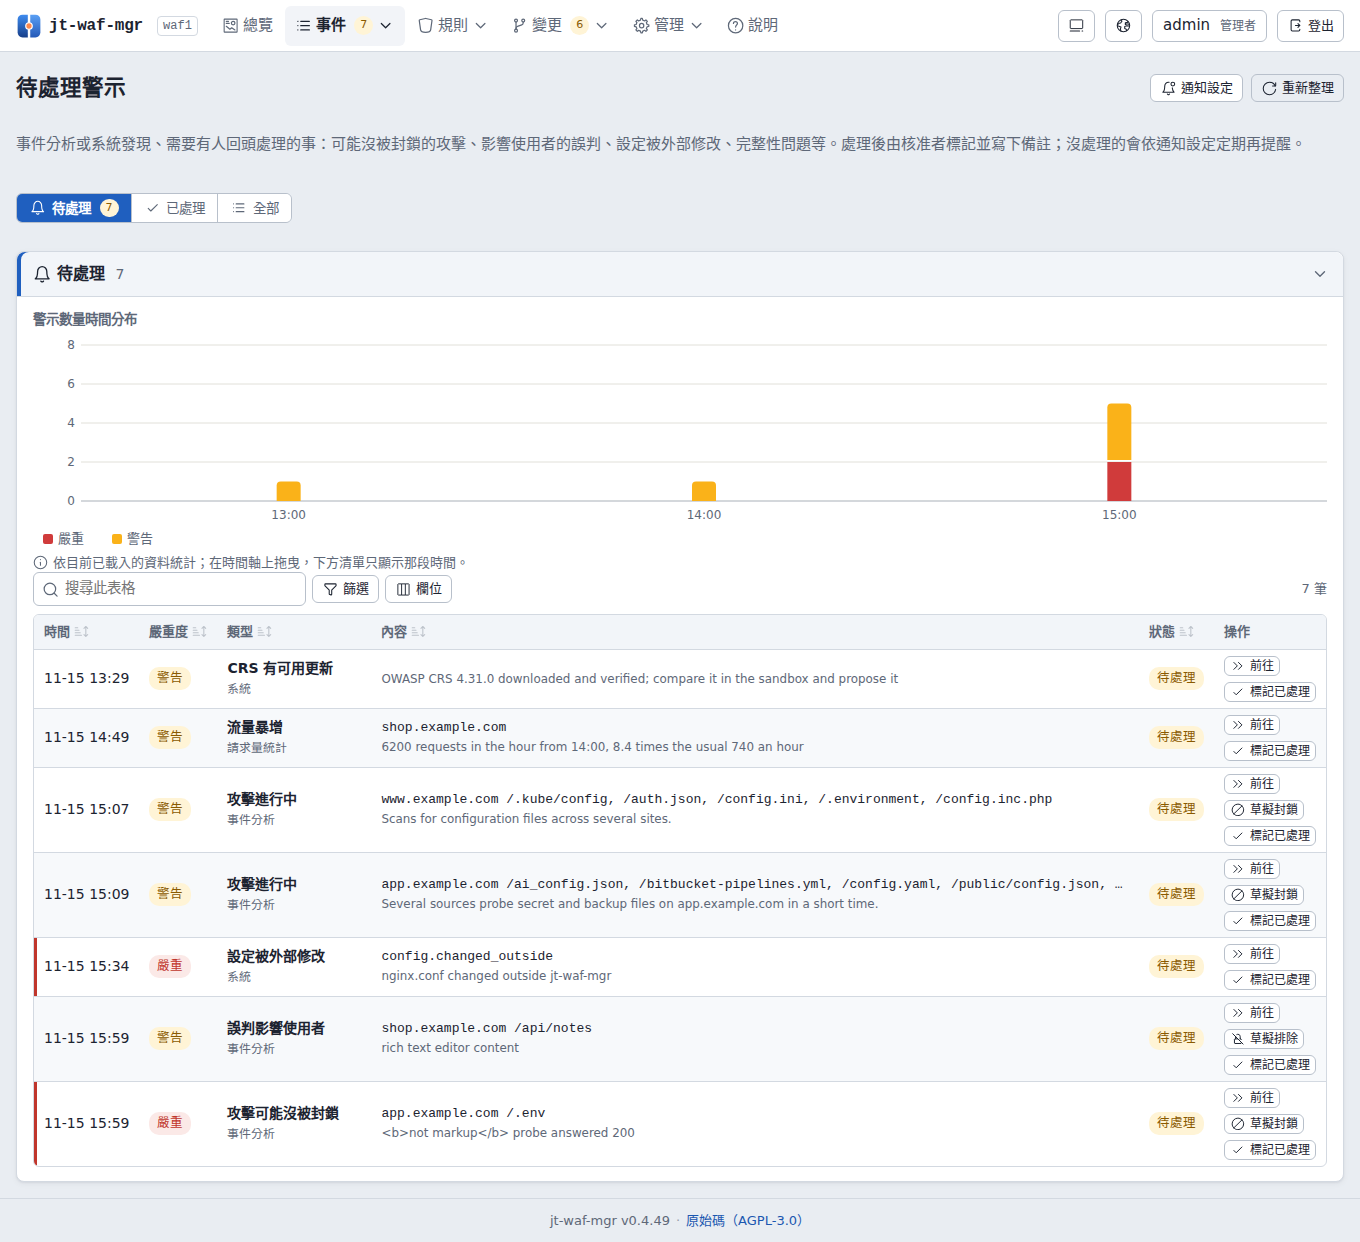 jt-waf-mgr waf1 總覽 事件 7 規則 變更 6 管理 說明 admin 管理者 登出
待處理警示 通知設定 重新整理
事件分析或系統發現、需要有人回頭處理的事：可能沒被封鎖的攻擊、影響使用者的誤判、設定被外部修改、完整性問題等。處理後由核准者標記並寫下備註；沒處理的會依通知設定定期再提醒。
待處理 7 已處理 全部
待處理 7
警示數量時間分布
8
6
4
2
0
13:00 14:00 15:00
嚴重 警告
依目前已載入的資料統計；在時間軸上拖曳，下方清單只顯示那段時間。
搜尋此表格 篩選 欄位 7 筆
時間 嚴重度 類型 內容 狀態 操作
11-15 13:29 警告 CRS 有可用更新 系統 OWASP CRS 4.31.0 downloaded and verified; compare it in the sandbox and propose it 待處理 前往 標記已處理
11-15 14:49 警告 流量暴增 請求量統計 shop.example.com 6200 requests in the hour from 14:00, 8.4 times the usual 740 an hour 待處理 前往 標記已處理
11-15 15:07 警告 攻擊進行中 事件分析 www.example.com /.kube/config, /auth.json, /config.ini, /.environment, /config.inc.php Scans for configuration files across several sites. 待處理 前往 草擬封鎖 標記已處理
11-15 15:09 警告 攻擊進行中 事件分析 app.example.com /ai_config.json, /bitbucket-pipelines.yml, /config.yaml, /public/config.json, … Several sources probe secret and backup files on app.example.com in a short time. 待處理 前往 草擬封鎖 標記已處理
11-15 15:34 嚴重 設定被外部修改 系統 config.changed_outside nginx.conf changed outside jt-waf-mgr 待處理 前往 標記已處理
11-15 15:59 警告 誤判影響使用者 事件分析 shop.example.com /api/notes rich text editor content 待處理 前往 草擬排除 標記已處理
11-15 15:59 嚴重 攻擊可能沒被封鎖 事件分析 app.example.com /.env <b>not markup</b> probe answered 200 待處理 前往 草擬封鎖 標記已處理
jt-waf-mgr v0.4.49 · 原始碼（AGPL-3.0）